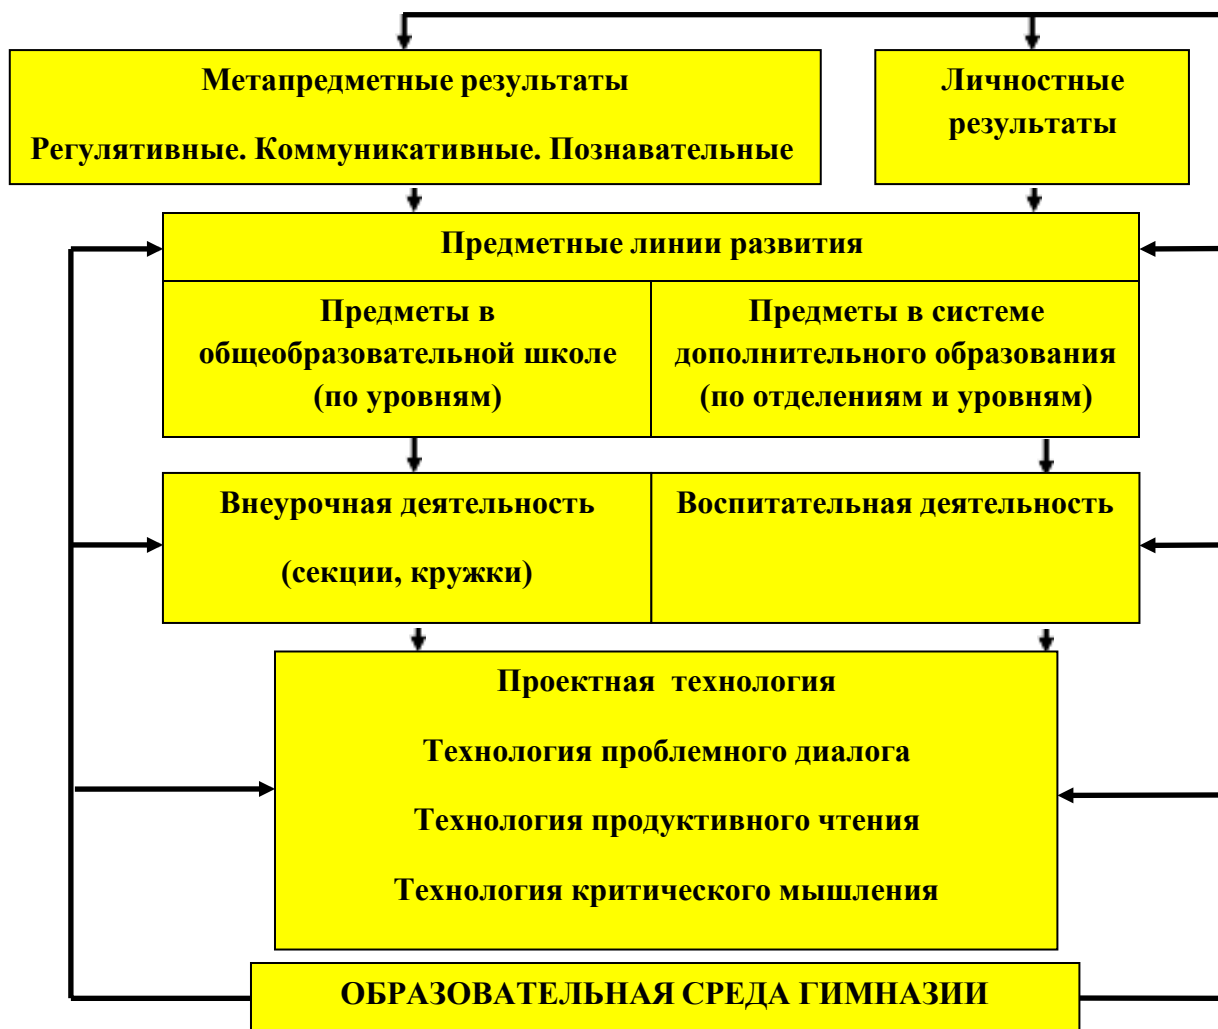 Метапредметные результаты
Регулятивные. Коммуникативные. Познавательные
Личностные
результаты
Предметные линии развития
Предметы в
общеобразовательной школе
(по уровням)
Предметы в системе
дополнительного образования
(по отделениям и уровням)
Внеурочная деятельность
(секции, кружки)
Воспитательная деятельность
Проектная технология
Технология проблемного диалога
Технология продуктивного чтения
Технология критического мышления
ОБРАЗОВАТЕЛЬНАЯ СРЕДА ГИМНАЗИИ